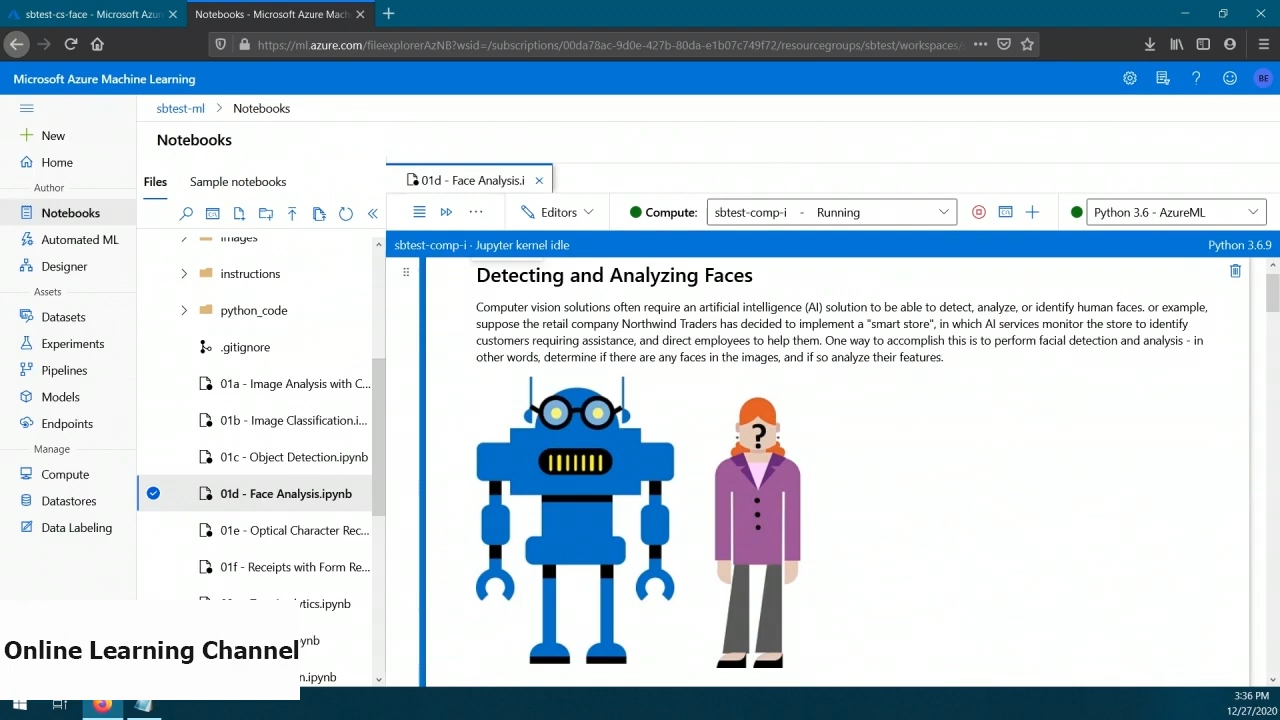 sbtest-cs-face - Microsoft Azur
Notebooks - Microsoft Azure Mach
https://ml.azure.com/fileexplorerAzNB?wsid=/subscriptions/00da78ac-9d0e-427b-80da-e1b07c749f72/resourcegroups/sbtest/workspaces/
Microsoft Azure Machine Learning
BE
sbtest-ml > Notebooks
New
Home
Author
Notebooks
Automated ML
Designer
Assets
Datasets
Experiments
Pipelines
Models
Endpoints
Manage
Compute
Datastores
Data Labeling
Notebooks
Files
Sample notebooks
images
instructions
python_code
.gitignore
01a - Image Analysis with C...
01b - Image Classification.i...
01c - Object Detection.ipynb
01d - Face Analysis.ipynb
01e - Optical Character Rec...
01f - Receipts with Form Re...
ytics.ipynb
ynb
n.ipynb
01d - Face Analysis.i
Editors
Compute:
sbtest-comp-i - Running
Python 3.6 - AzureML
sbtest-comp-i · Jupyter kernel idle
Python 3.6.9
Detecting and Analyzing Faces
Computer vision solutions often require an artificial intelligence (AI) solution to be able to detect, analyze, or identify human faces. or example,
suppose the retail company Northwind Traders has decided to implement a "smart store", in which AI services monitor the store to identify
customers requiring assistance, and direct employees to help them. One way to accomplish this is to perform facial detection and analysis - in
other words, determine if there are any faces in the images, and if so analyze their features.
?
Online Learning Channel
3:36 PM
12/27/2020